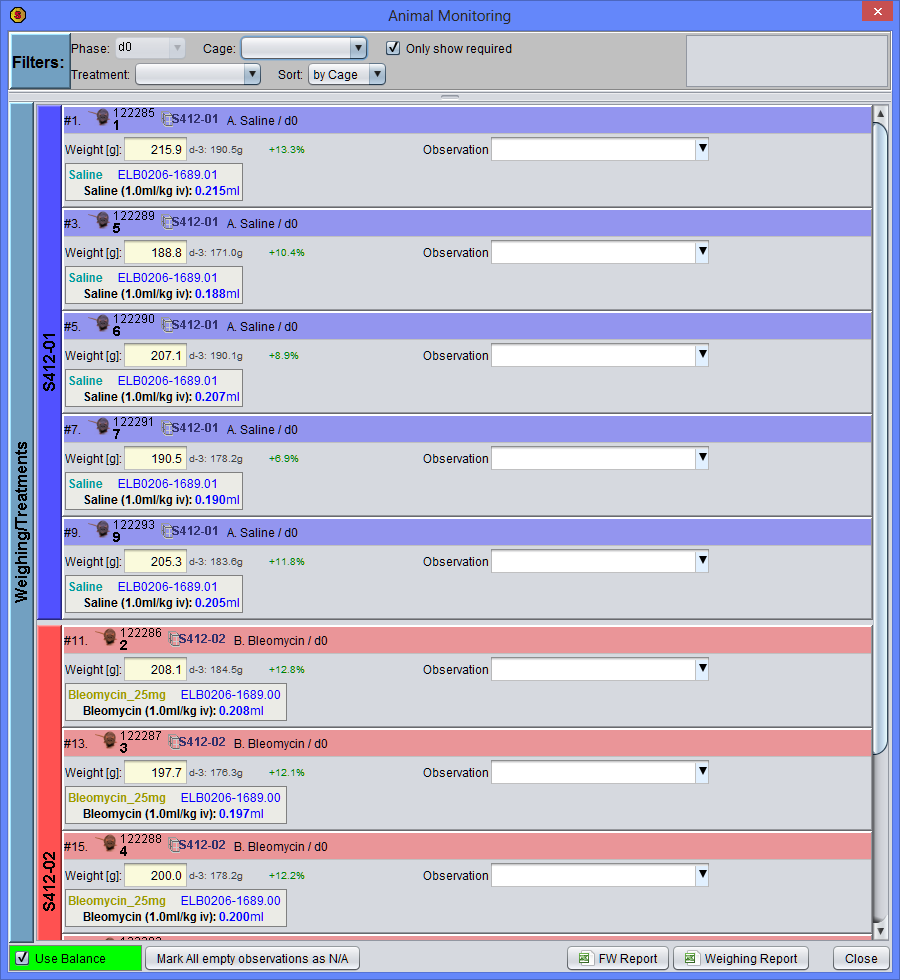 Animal Monitoring
Filters:
Phase: d0 Cage: Only show required
Treatment: Sort: by Cage
Weighing/Treatments
S412-01
#1. 122285 1 S412-01 A. Saline / d0
Weight [g]: 215.9 d-3: 190.5g +13.3% Observation
Saline ELB0206-1689.01
Saline (1.0ml/kg iv): 0.215ml
#3. 122289 5 S412-01 A. Saline / d0
Weight [g]: 188.8 d-3: 171.0g +10.4% Observation
Saline ELB0206-1689.01
Saline (1.0ml/kg iv): 0.188ml
#5. 122290 6 S412-01 A. Saline / d0
Weight [g]: 207.1 d-3: 190.1g +8.9% Observation
Saline ELB0206-1689.01
Saline (1.0ml/kg iv): 0.207ml
#7. 122291 7 S412-01 A. Saline / d0
Weight [g]: 190.5 d-3: 178.2g +6.9% Observation
Saline ELB0206-1689.01
Saline (1.0ml/kg iv): 0.190ml
#9. 122293 9 S412-01 A. Saline / d0
Weight [g]: 205.3 d-3: 183.6g +11.8% Observation
Saline ELB0206-1689.01
Saline (1.0ml/kg iv): 0.205ml
S412-02
#11. 122286 2 S412-02 B. Bleomycin / d0
Weight [g]: 208.1 d-3: 184.5g +12.8% Observation
Bleomycin_25mg ELB0206-1689.00
Bleomycin (1.0ml/kg iv): 0.208ml
#13. 122287 3 S412-02 B. Bleomycin / d0
Weight [g]: 197.7 d-3: 176.3g +12.1% Observation
Bleomycin_25mg ELB0206-1689.00
Bleomycin (1.0ml/kg iv): 0.197ml
#15. 122288 4 S412-02 B. Bleomycin / d0
Weight [g]: 200.0 d-3: 178.2g +12.2% Observation
Bleomycin_25mg ELB0206-1689.00
Bleomycin (1.0ml/kg iv): 0.200ml
Use Balance Mark All empty observations as N/A FW Report Weighing Report Close